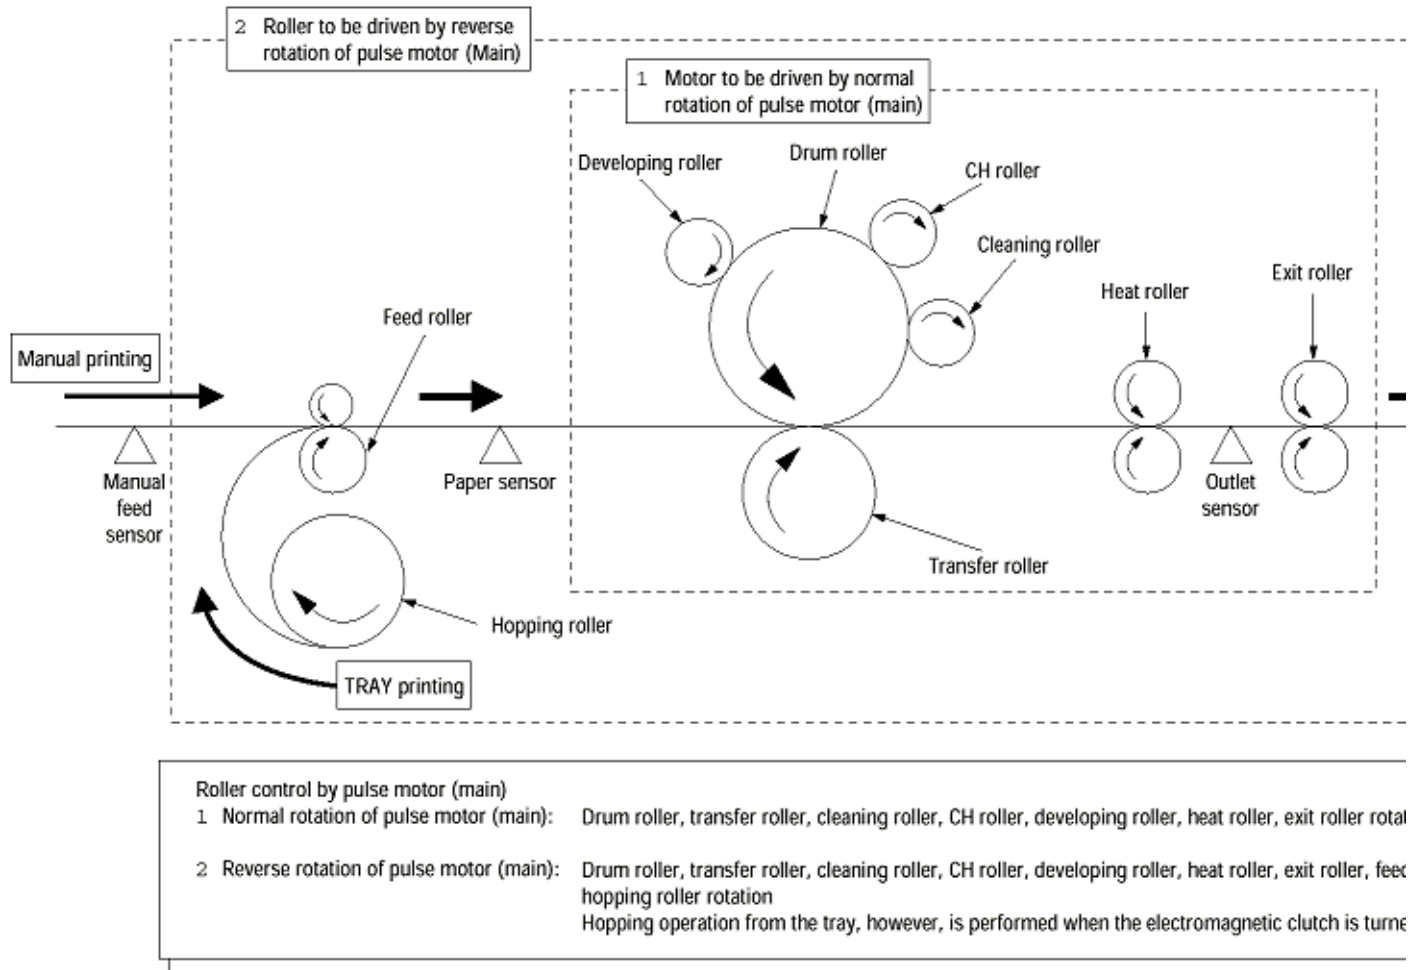 2 Roller to be driven by reverse
rotation of pulse motor (Main)
1 Motor to be driven by normal
rotation of pulse motor (main)
Developing roller
Drum roller
CH roller
Cleaning roller
Heat roller
Exit roller
Feed roller
Manual printing
Manual
feed
sensor
Paper sensor
Outlet
sensor
Transfer roller
Hopping roller
TRAY printing
Roller control by pulse motor (main)
1 Normal rotation of pulse motor (main): Drum roller, transfer roller, cleaning roller, CH roller, developing roller, heat roller, exit roller
2 Reverse rotation of pulse motor (main): Drum roller, transfer roller, cleaning roller, CH roller, developing roller, heat roller, exit roller, feed
hopping roller rotation
Hopping operation from the tray, however, is performed when the electromagnetic clutch is